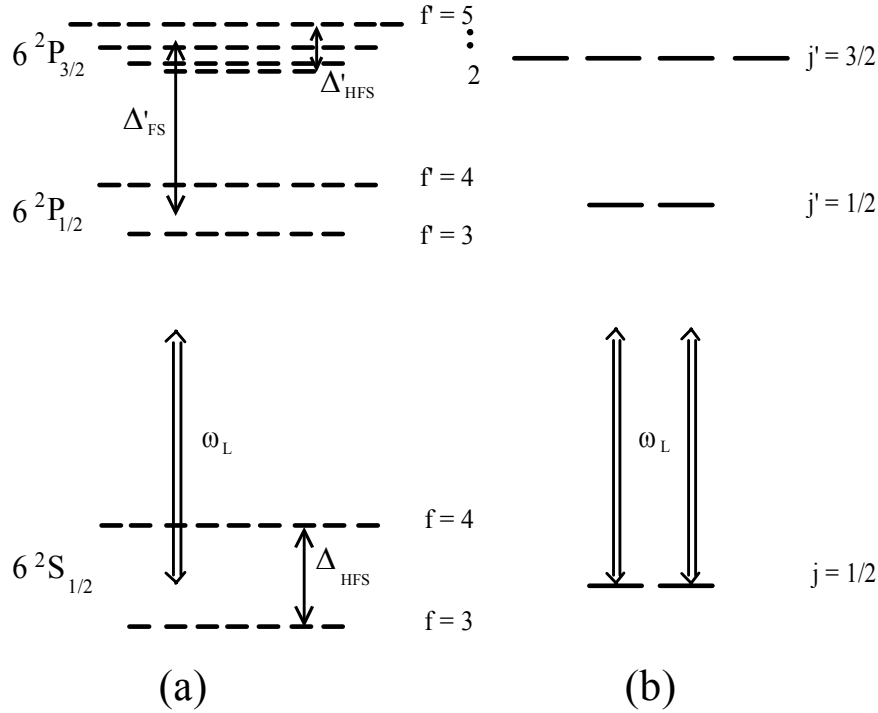 f' = 5
6 ²P₃/₂
Δ'HFS
2
j' = 3/2
Δ'FS
f' = 4
6 ²P₁/₂
j' = 1/2
f' = 3
ωL
ωL
f = 4
6 ²S₁/₂
ΔHFS
j = 1/2
f = 3
(a)
(b)